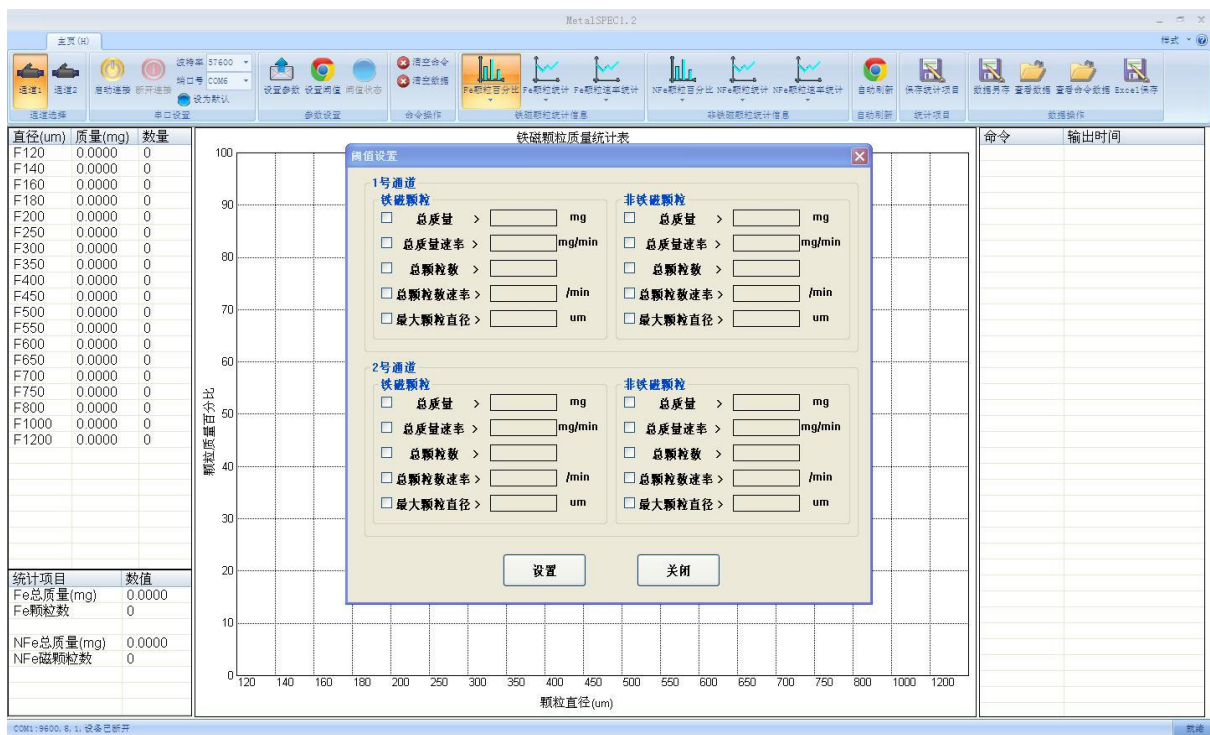 MetalSPEC1.2
主页(H)
样式
通道1 通道2 启动连接 断开连接
波特率 57600
端口号 COM6
设为默认
设置参数 设置阈值 阈值状态
清空命令
清空数据
Fe颗粒百分比 Fe颗粒统计 Fe颗粒速率统计 NFe颗粒百分比 NFe颗粒统计 NFe颗粒速率统计 自动刷新 保存统计项目 数据另存 查看数据 查看命令数据 Excel保存
通道选择 串口设置 参数设置 命令操作 铁磁颗粒统计信息 非铁磁颗粒统计信息 自动刷新 统计项目 数据操作
直径(um) 质量(mg) 数量
F120 0.0000 0
F140 0.0000 0
F160 0.0000 0
F180 0.0000 0
F200 0.0000 0
F250 0.0000 0
F300 0.0000 0
F350 0.0000 0
F400 0.0000 0
F450 0.0000 0
F500 0.0000 0
F550 0.0000 0
F600 0.0000 0
F650 0.0000 0
F700 0.0000 0
F750 0.0000 0
F800 0.0000 0
F1000 0.0000 0
F1200 0.0000 0
统计项目 数值
Fe总质量(mg) 0.0000
Fe颗粒数 0
NFe总质量(mg) 0.0000
NFe磁颗粒数 0
铁磁颗粒质量统计表
颗粒质量百分比
100
90
80
70
60
50
40
30
20
10
0
120 140 160 180 200 250 300 350 400 450 500 550 600 650 700 750 800 1000 1200
颗粒直径(um)
阈值设置
1号通道
铁磁颗粒
总质量 > mg
总质量速率 > mg/min
总颗粒数 >
总颗粒数速率 > /min
最大颗粒直径 > um
非铁磁颗粒
总质量 > mg
总质量速率 > mg/min
总颗粒数 >
总颗粒数速率 > /min
最大颗粒直径 > um
2号通道
铁磁颗粒
总质量 > mg
总质量速率 > mg/min
总颗粒数 >
总颗粒数速率 > /min
最大颗粒直径 > um
非铁磁颗粒
总质量 > mg
总质量速率 > mg/min
总颗粒数 >
总颗粒数速率 > /min
最大颗粒直径 > um
设置 关闭
命令 输出时间
COM1:9600,8,1.设备已断开
就绪